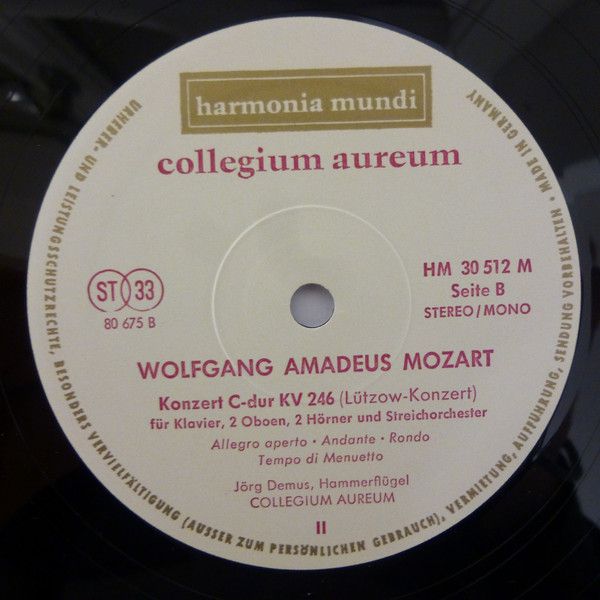 harmonia mundi
collegium aureum
ST 33
80 675 B
HM 30 512 M
Seite B
STEREO/MONO
WOLFGANG AMADEUS MOZART
Konzert C-dur KV 246 (Lützow-Konzert)
für Klavier, 2 Oboen, 2 Hörner und Streichorchester
Allegro aperto · Andante · Rondo
Tempo di Menuetto
Jörg Demus, Hammerflügel
COLLEGIUM AUREUM
II
URHEBER- UND LEISTUNGSSCHUTZRECHTE, BESONDERS VERVIELFÄLTIGUNG (AUSSER ZUM PERSÖNLICHEN GEBRAUCH), VERMIETUNG, AUFFÜHRUNG, SENDUNG VORBEHALTEN · MADE IN GERMANY